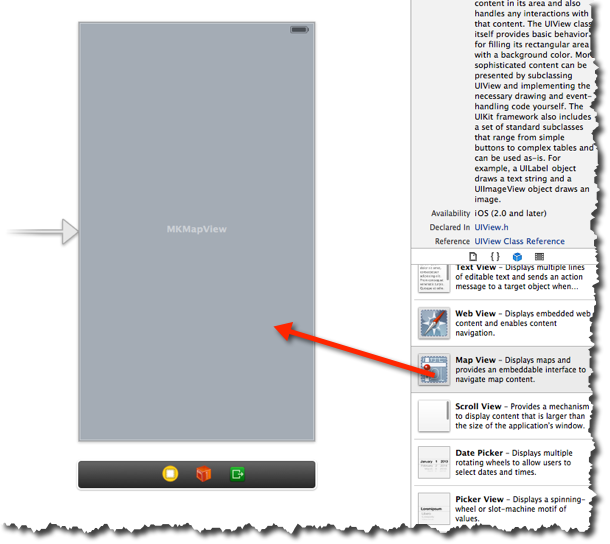 content in its area and also
handles any interactions with
that content. The UIView class
itself provides basic behavior
for filling its rectangular area
with a background color. Mor
sophisticated content can be
presented by subclassing
UIView and implementing the
necessary drawing and event-
handling code yourself. The
UIKit framework also includes
a set of standard subclasses
that range from simple
buttons to complex tables and
can be used as-is. For
example, a UILabel object
draws a text string and a
UIImageView object draws an
image.
Availability iOS (2.0 and later)
Declared In UIView.h
Reference UIView Class Reference
{ }
MKMapView
Text View - Displays multiple lines
of editable text and sends an action
message to a target object when...
Web View - Displays embedded web
content and enables content
navigation.
Map View - Displays maps and
provides an embeddable interface to
navigate map content.
Scroll View - Provides a mechanism
to display content that is larger than
the size of the application's window.
Date Picker - Displays multiple
rotating wheels to allow users to
select dates and times.
Picker View - Displays a spinning-
wheel or slot-machine motif of
values.